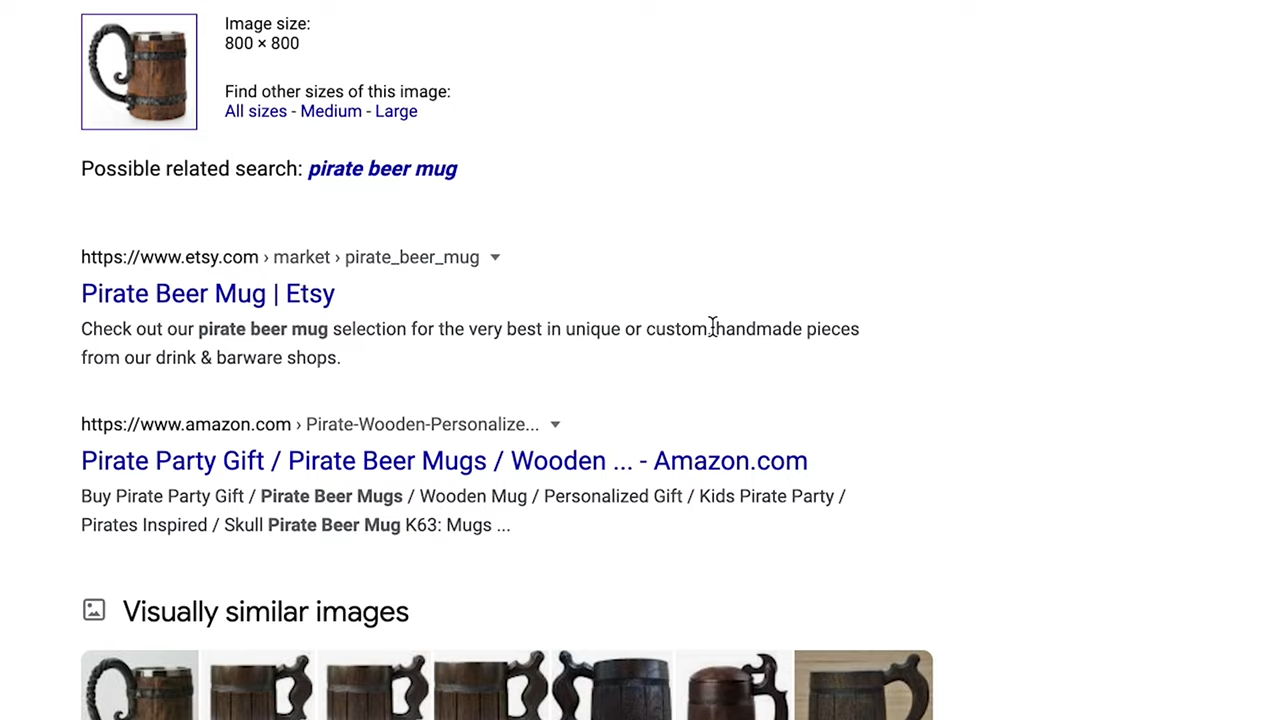 Image size:
800 × 800
Find other sizes of this image:
All sizes - Medium - Large
Possible related search: pirate beer mug
https://www.etsy.com › market › pirate_beer_mug
Pirate Beer Mug | Etsy
Check out our pirate beer mug selection for the very best in unique or custom, handmade pieces
from our drink & barware shops.
https://www.amazon.com › Pirate-Wooden-Personalize...
Pirate Party Gift / Pirate Beer Mugs / Wooden ... - Amazon.com
Buy Pirate Party Gift / Pirate Beer Mugs / Wooden Mug / Personalized Gift / Kids Pirate Party /
Pirates Inspired / Skull Pirate Beer Mug K63: Mugs ...
Visually similar images